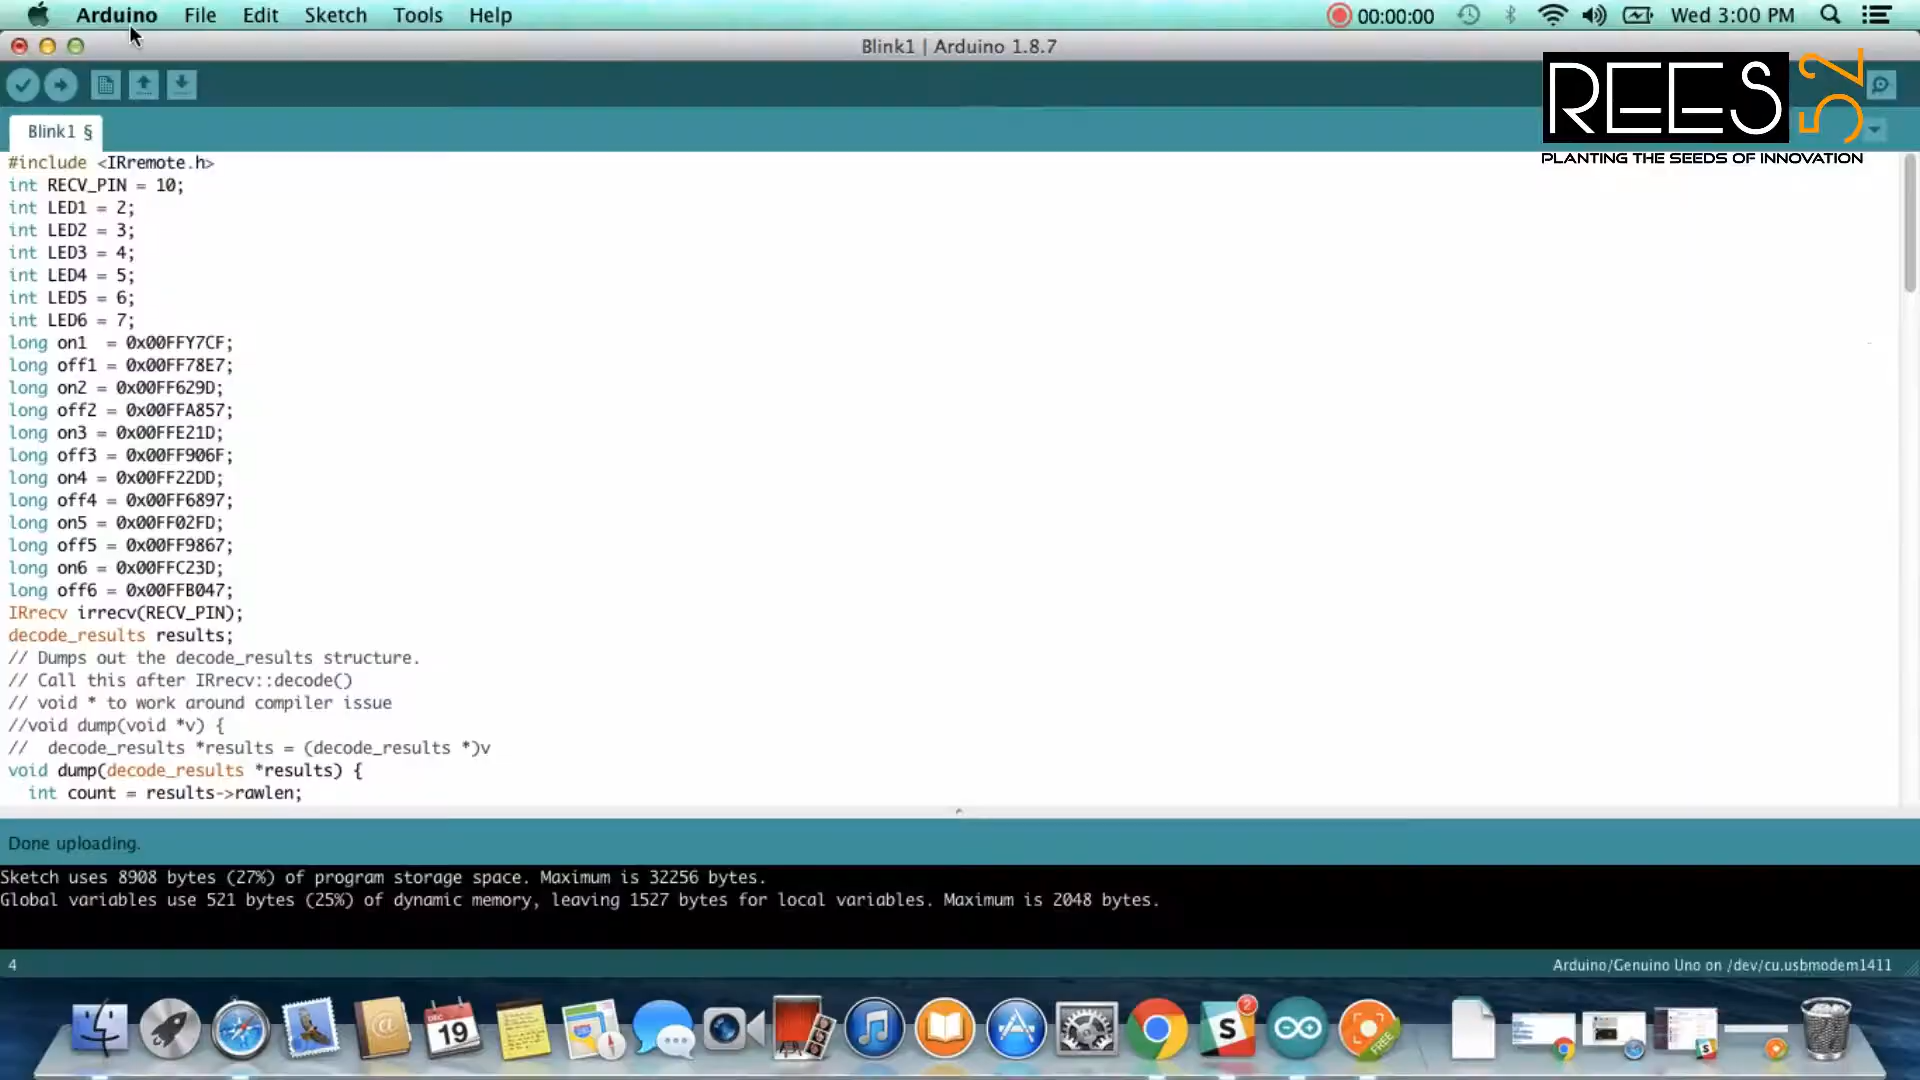 Arduino File Edit Sketch Tools Help 00:00:00 Wed 3:00 PM
Blink1 | Arduino 1.8.7
REES52
PLANTING THE SEEDS OF INNOVATION
Blink1 §
#include <IRremote.h>
int RECV_PIN = 10;
int LED1 = 2;
int LED2 = 3;
int LED3 = 4;
int LED4 = 5;
int LED5 = 6;
int LED6 = 7;
long on1  = 0x00FFY7CF;
long off1 = 0x00FF78E7;
long on2 = 0x00FF629D;
long off2 = 0x00FFA857;
long on3 = 0x00FFE21D;
long off3 = 0x00FF906F;
long on4 = 0x00FF22DD;
long off4 = 0x00FF6897;
long on5 = 0x00FF02FD;
long off5 = 0x00FF9867;
long on6 = 0x00FFC23D;
long off6 = 0x00FFB047;
IRrecv irrecv(RECV_PIN);
decode_results results;
// Dumps out the decode_results structure.
// Call this after IRrecv::decode()
// void * to work around compiler issue
//void dump(void *v) {
//  decode_results *results = (decode_results *)v
void dump(decode_results *results) {
  int count = results->rawlen;
Done uploading.
Sketch uses 8908 bytes (27%) of program storage space. Maximum is 32256 bytes.
Global variables use 521 bytes (25%) of dynamic memory, leaving 1527 bytes for local variables. Maximum is 2048 bytes.
4 Arduino/Genuino Uno on /dev/cu.usbmodem1411
DEC
19
2
FREE